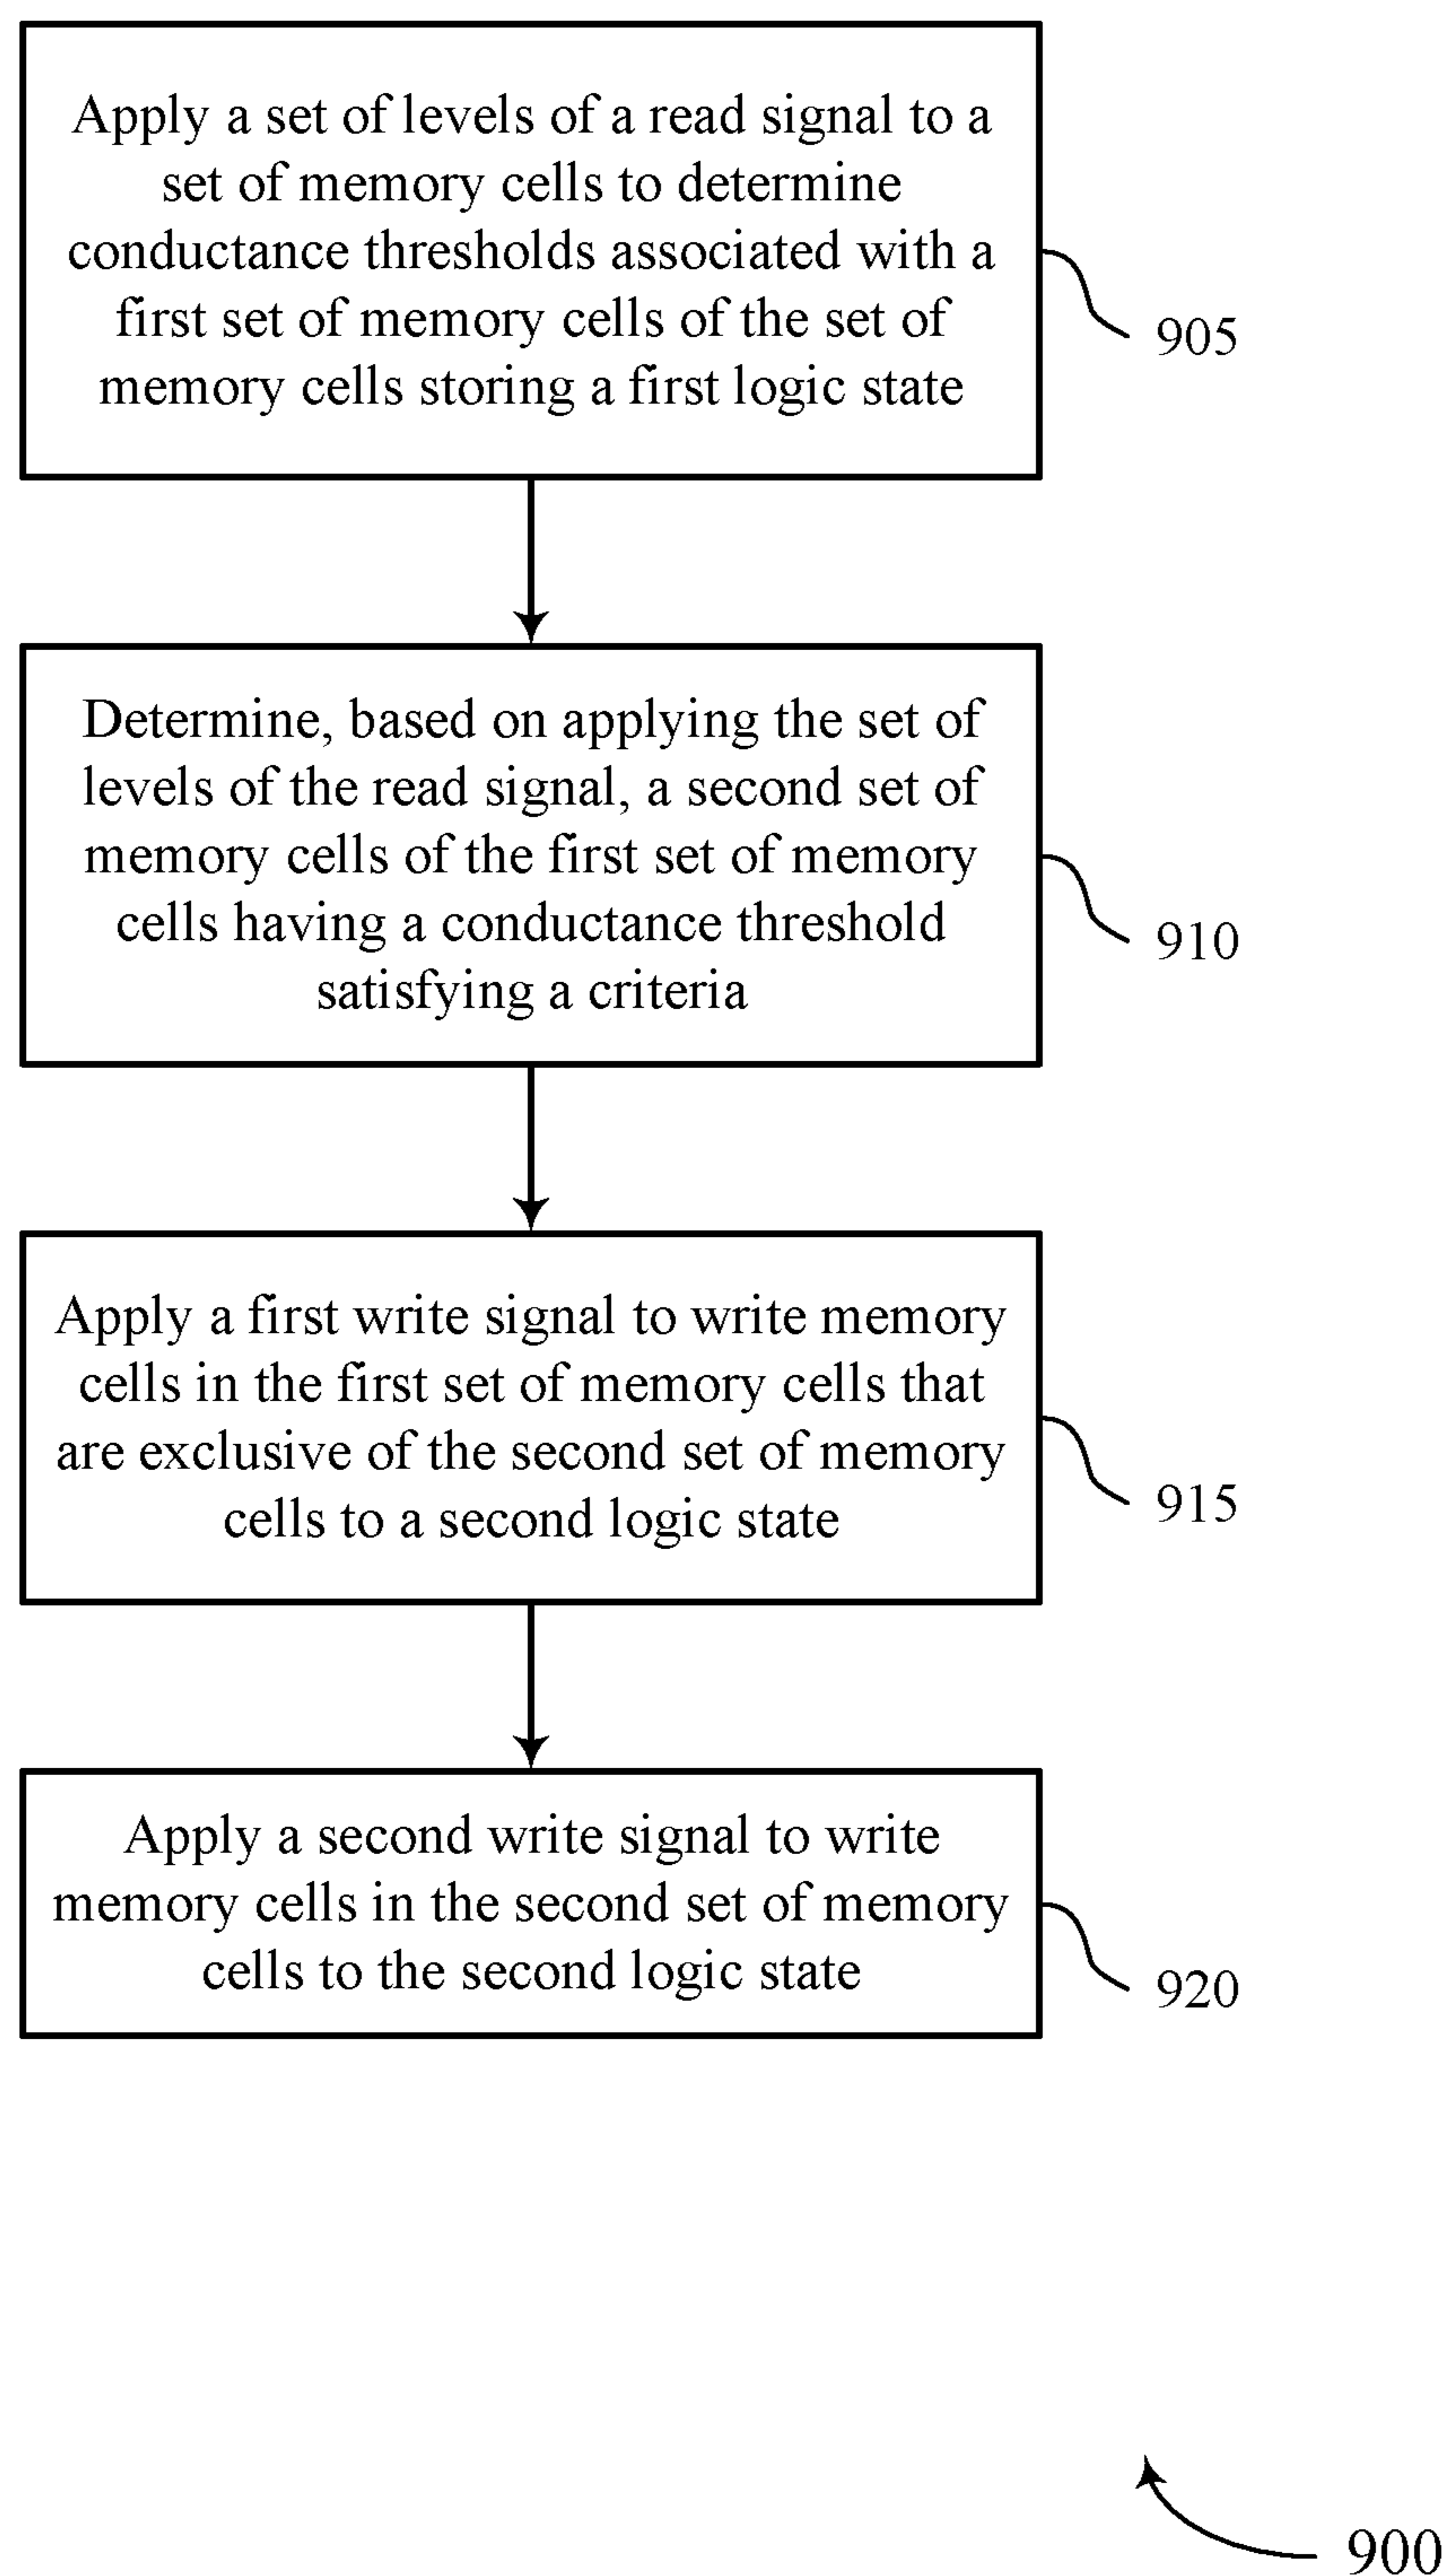 Apply a set of levels of a read signal to a
set of memory cells to determine
conductance thresholds associated with a
first set of memory cells of the set of
memory cells storing a first logic state
905
Determine, based on applying the set of
levels of the read signal, a second set of
memory cells of the first set of memory
cells having a conductance threshold
satisfying a criteria
910
Apply a first write signal to write memory
cells in the first set of memory cells that
are exclusive of the second set of memory
cells to a second logic state
915
Apply a second write signal to write
memory cells in the second set of memory
cells to the second logic state
920
900